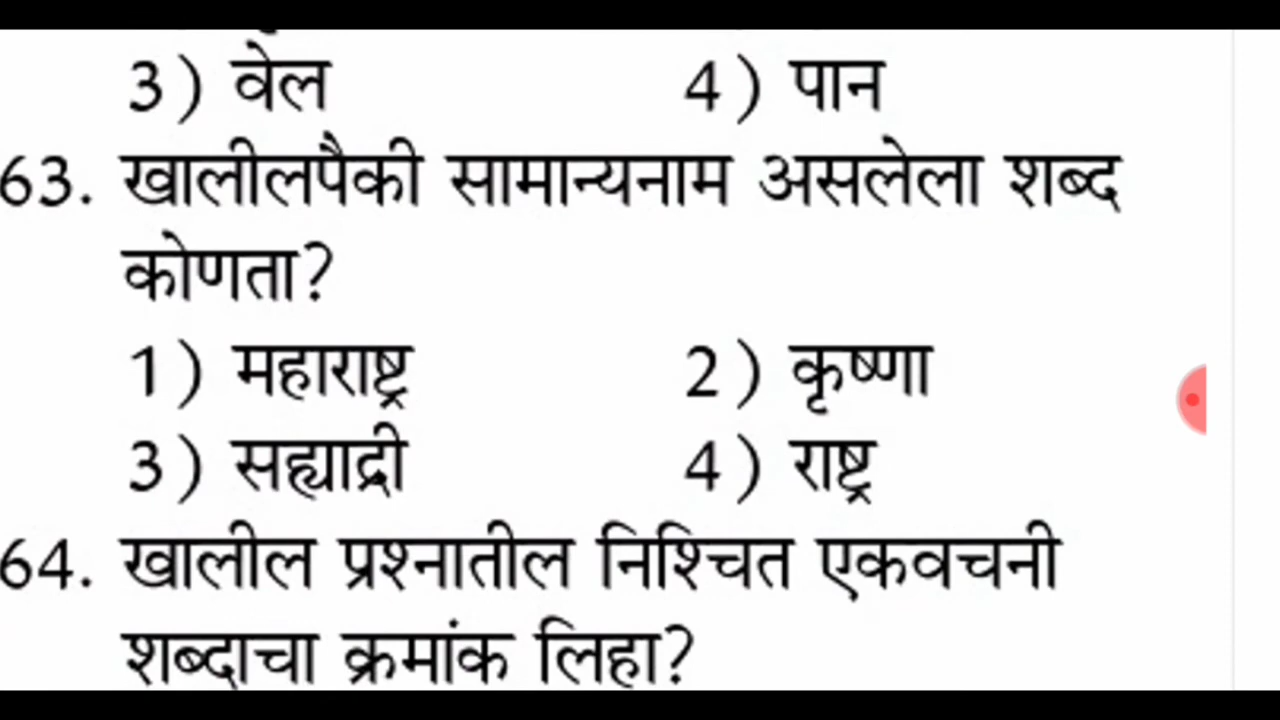 3) वेल 4) पान
63. खालीलपैकी सामान्यनाम असलेला शब्द
कोणता?
1) महाराष्ट्र 2) कृष्णा
3) सह्याद्री 4) राष्ट्र
64. खालील प्रश्नातील निश्चित एकवचनी
शब्दाचा क्रमांक लिहा?